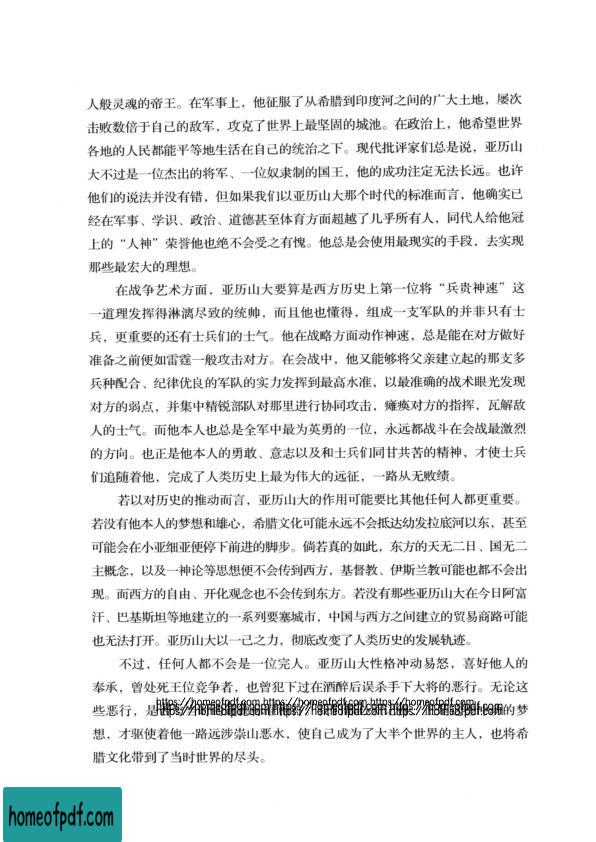 人般灵魂的帝王。在军事上，他征服了从希腊到印度河之间的广大土地，屡次
击败数倍于自己的敌军，攻克了世界上最坚固的城池。在政治上，他希望世界
各地的人民都能平等地生活在自己的统治之下。现代批评家们总是说，亚历山
大不过是一位杰出的将军、一位奴隶制的国王，他的成功注定无法长远。也许
他们的说法并没有错，但如果我们以亚历山大那个时代的标准而言，他确实已
经在军事、学识、政治、道德甚至体育方面超越了几乎所有人，同代人给他冠
上的“人神”荣誉他也绝不会受之有愧。他总是会使用最现实的手段，去实现
那些最宏大的理想。
在战争艺术方面，亚历山大要算是西方历史上第一位将“兵贵神速”这
一道理发挥得淋漓尽致的统帅，而且他也懂得，组成一支军队的并非只有士
兵，更重要的还有士兵们的士气。他在战略方面动作神速，总是能在对方做好
准备之前便如雷霆一般攻击对方。在会战中，他又能够将父亲建立起的那支多
兵种配合、纪律优良的军队的实力发挥到最高水准，以最准确的战术眼光发现
对方的弱点，并集中精锐部队对那里进行协同攻击，瘫痪对方的指挥，瓦解敌
人的士气。而他本人也总是全军中最为英勇的一位，永远都战斗在会战最激烈
的方向。也正是他本人的勇敢、意志以及和士兵们同甘共苦的精神，才使士兵
们追随着他，完成了人类历史上最为伟大的远征，一路从无败绩。
若以对历史的推动而言，亚历山大的作用可能要比其他任何人都更重要。
若没有他本人的梦想和雄心，希腊文化可能永远不会抵达幼发拉底河以东，甚至
可能会在小亚细亚便停下前进的脚步。倘若真的如此，东方的天无二日、国无二
主概念，以及一神论等思想便不会传到西方，基督教、伊斯兰教可能也都不会出
现。而西方的自由、开化观念也不会传到东方。若没有那些亚历山大在今日阿富
汗、巴基斯坦等地建立的一系列要塞城市，中国与西方之间建立的贸易商路可能
也无法打开。亚历山大以一己之力，彻底改变了人类历史的发展轨迹。
不过，任何人都不会是一位完人。亚历山大性格冲动易怒，喜好他人的
奉承，曾处死王位竞争者，也曾犯下过在酒醉后误杀手下大将的恶行。无论这
些恶行，是 https://homeofpdf.com https://homeofpdf.com https://homeofpdf.com 的梦
想，才驱使着他一路远涉崇山恶水，使自己成为了大半个世界的主人，也将希
腊文化带到了当时世界的尽头。
homeofpdf.com